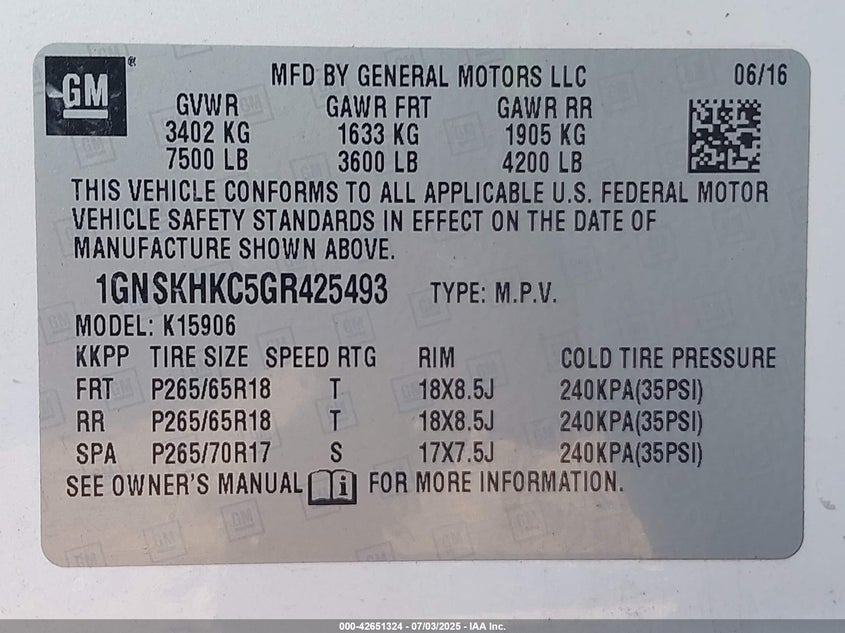 GM ® MFD BY GENERAL MOTORS LLC 06/16
GVWR GAWR FRT GAWR RR
3402 KG 1633 KG 1905 KG
7500 LB 3600 LB 4200 LB
THIS VEHICLE CONFORMS TO ALL APPLICABLE U.S. FEDERAL MOTOR
VEHICLE SAFETY STANDARDS IN EFFECT ON THE DATE OF
MANUFACTURE SHOWN ABOVE.
1GNSKHKC5GR425493 TYPE: M.P.V.
MODEL: K15906
KKPP TIRE SIZE SPEED RTG RIM COLD TIRE PRESSURE
FRT P265/65R18 T 18X8.5J 240KPA(35PSI)
RR P265/65R18 T 18X8.5J 240KPA(35PSI)
SPA P265/70R17 S 17X7.5J 240KPA(35PSI)
SEE OWNER'S MANUAL i FOR MORE INFORMATION.
000-42651324 - 07/03/2025 - IAA Inc.